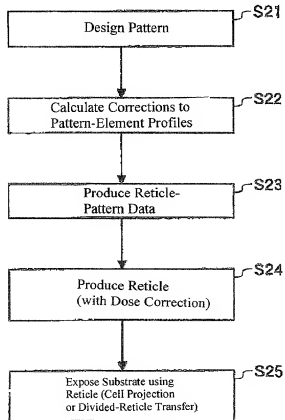 S21
Design Pattern
S22
Calculate Corrections to
Pattern-Element Profiles
S23
Produce Reticle-
Pattern Data
S24
Produce Reticle
(with Dose Correction)
S25
Expose Substrate using
Reticle (Cell Projection
or Divided-Reticle Transfer)